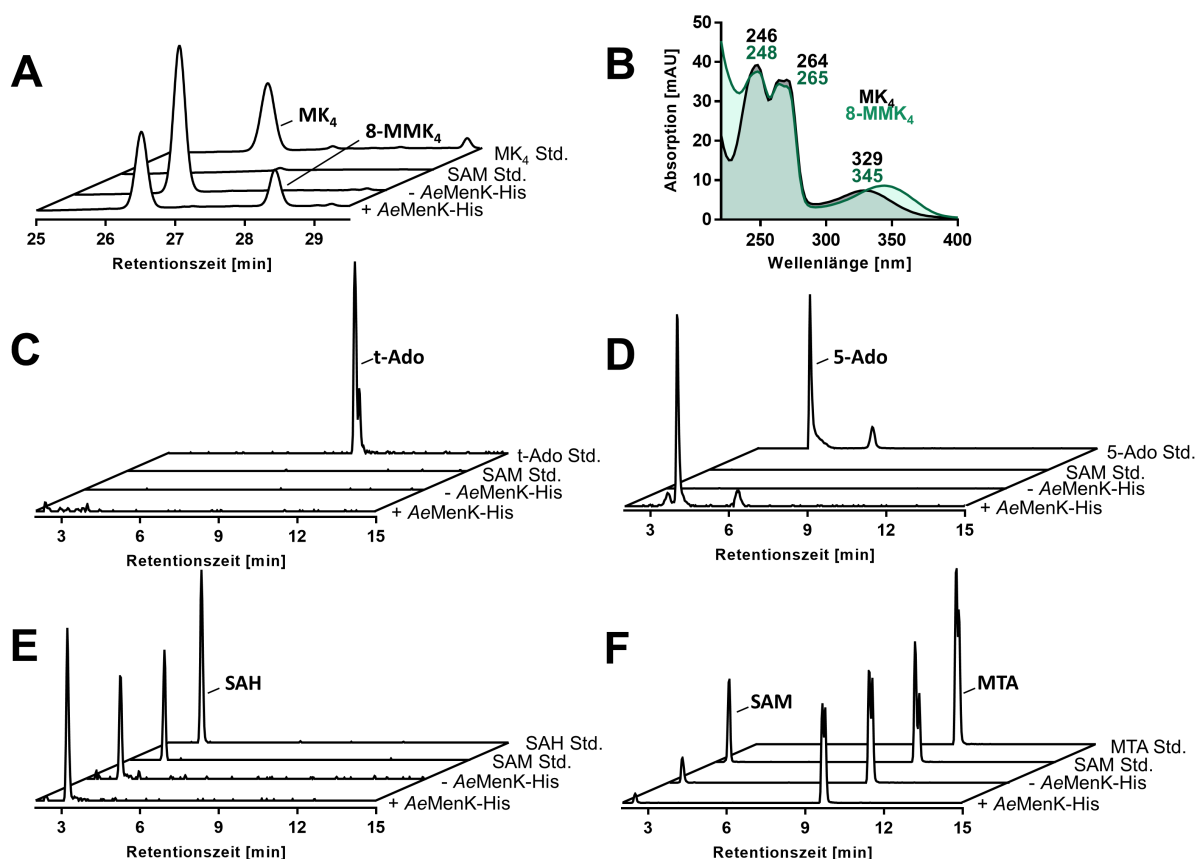 A
MK4
8-MMK4
MK4 Std.
SAM Std.
- AeMenK-His
+ AeMenK-His
25 26 27 28 29
Retentionszeit [min]
B
Absorption [mAU]
50
40
30
20
10
0
246
248
264
265
MK4
8-MMK4
329
345
250 300 350 400
Wellenlänge [nm]
C
t-Ado
t-Ado Std.
SAM Std.
- AeMenK-His
+ AeMenK-His
3 6 9 12 15
Retentionszeit [min]
D
5-Ado
5-Ado Std.
SAM Std.
- AeMenK-His
+ AeMenK-His
3 6 9 12 15
Retentionszeit [min]
E
SAH
SAH Std.
SAM Std.
- AeMenK-His
+ AeMenK-His
3 6 9 12 15
Retentionszeit [min]
F
SAM
MTA
MTA Std.
SAM Std.
- AeMenK-His
+ AeMenK-His
3 6 9 12 15
Retentionszeit [min]